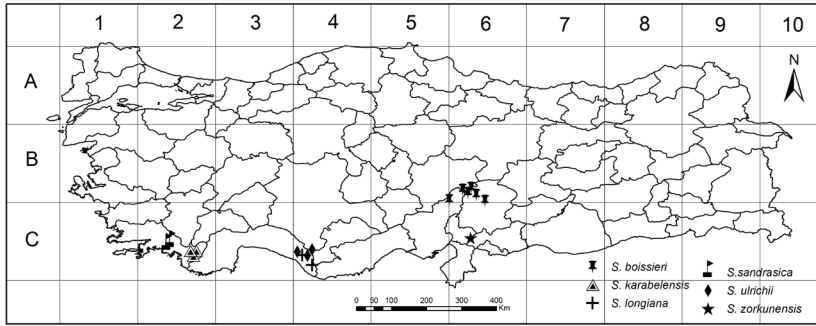 1 2 3 4 5 6 7 8 9 10
N
A
B
C
S. boissieri
S. karabelensis
S. longiana
S.sandrasica
S. ulrichii
S. zorkunensis
0 50 100 200 300 400
Km